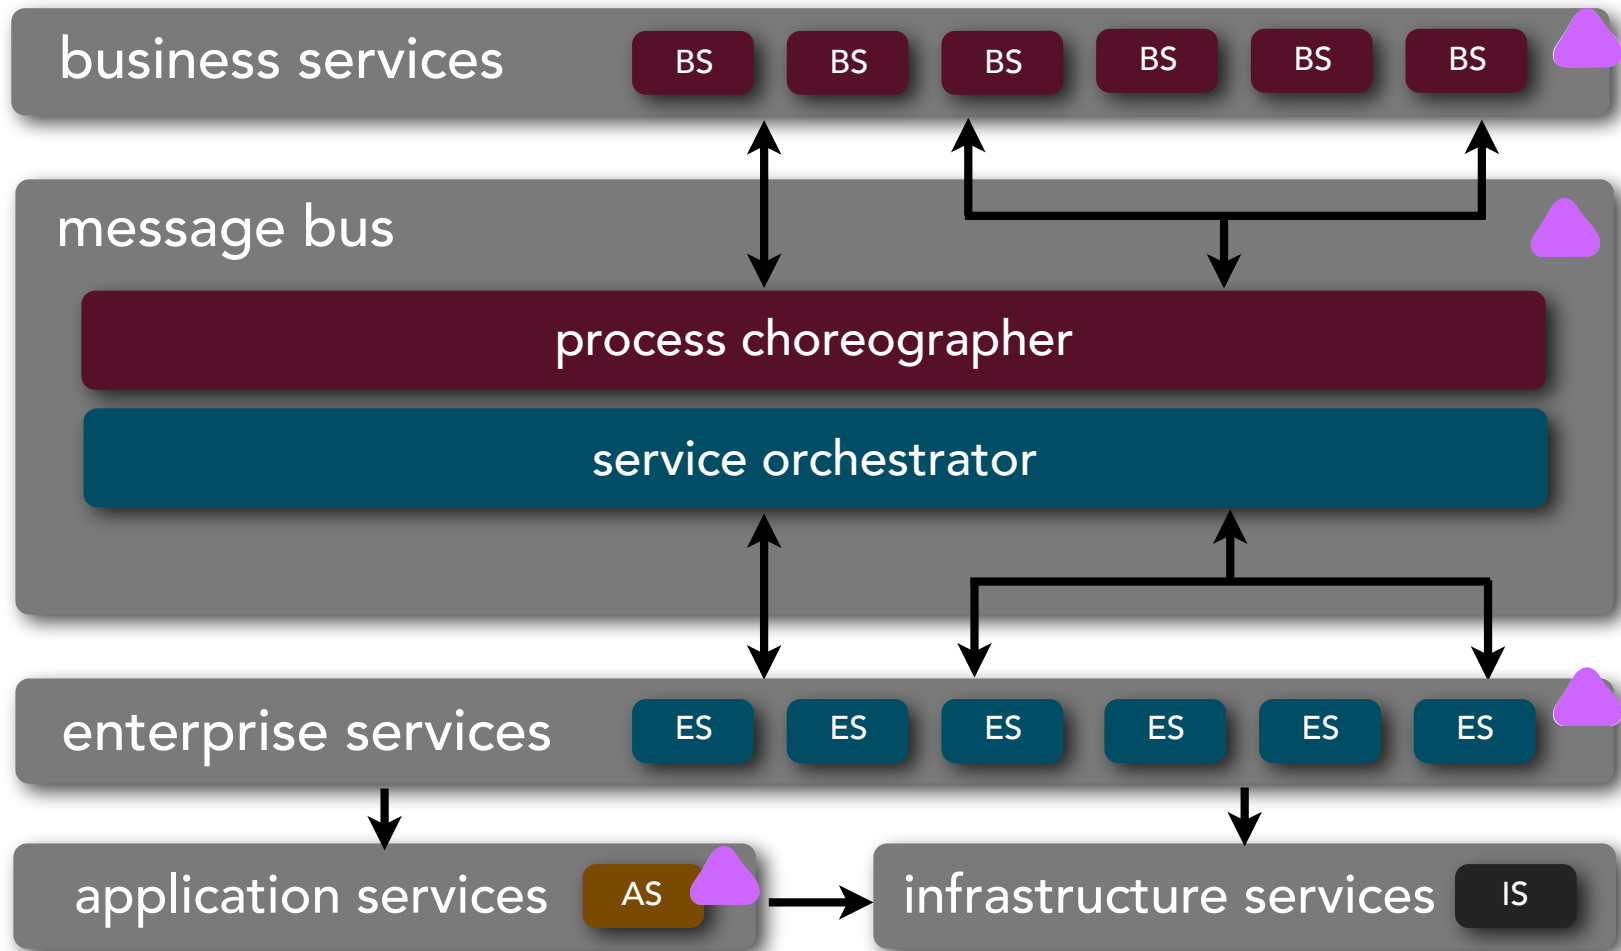 business services
BS BS BS BS BS BS
message bus
process choreographer
service orchestrator
enterprise services
ES ES ES ES ES ES
application services
AS
infrastructure services
IS